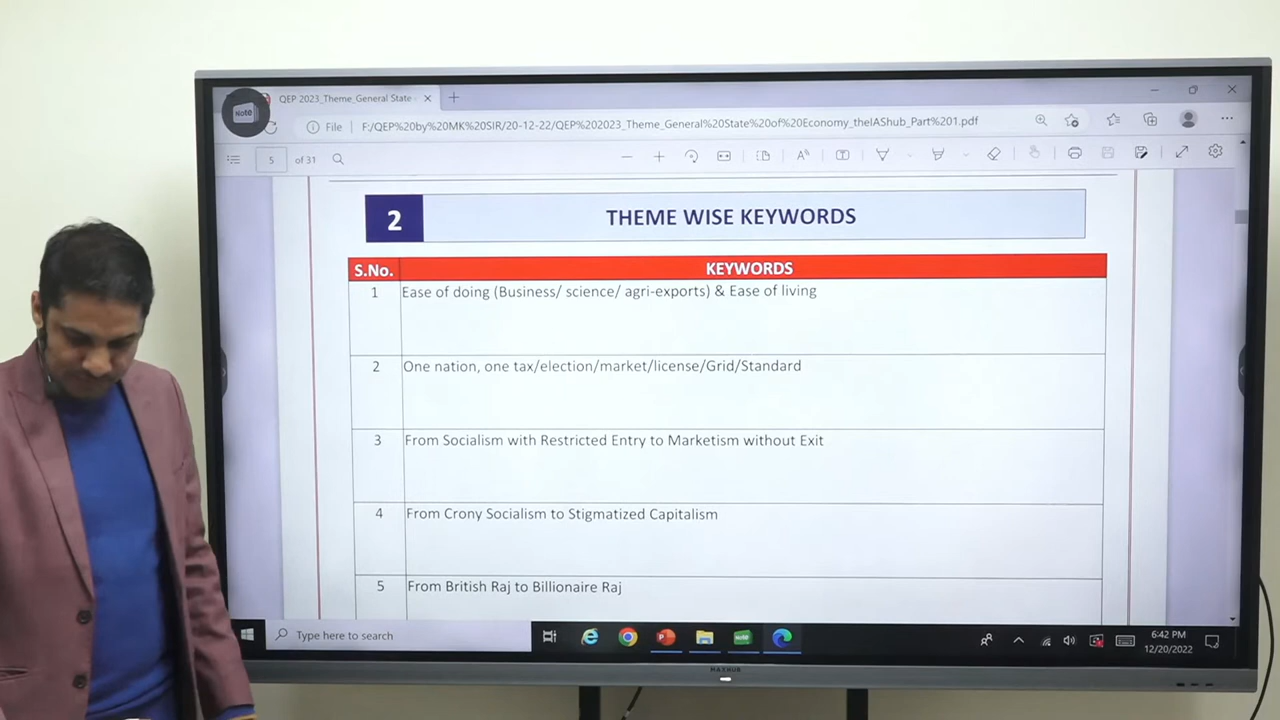 QEP 2023_Theme_General State
Note
File F:/QEP%20by%20MK%20SIR/20-12-22/QEP%202023_Theme_General%20State%20of%20Economy_theIAShub_Part%201.pdf
5 of 31
2 THEME WISE KEYWORDS
S.No. KEYWORDS
1 Ease of doing (Business/ science/ agri-exports) & Ease of living
2 One nation, one tax/election/market/license/Grid/Standard
3 From Socialism with Restricted Entry to Marketism without Exit
4 From Crony Socialism to Stigmatized Capitalism
5 From British Raj to Billionaire Raj
Type here to search
6:42 PM
12/20/2022
MAXHUB